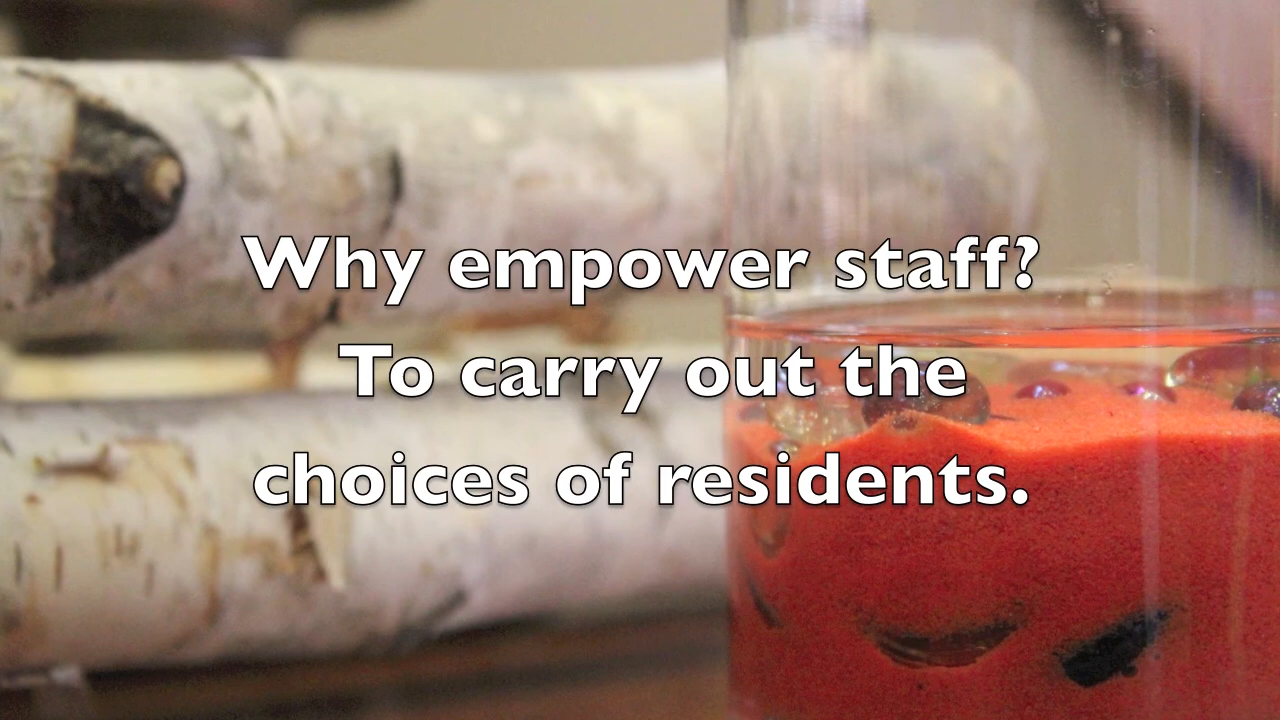 Why empower staff?
To carry out the
choices of residents.